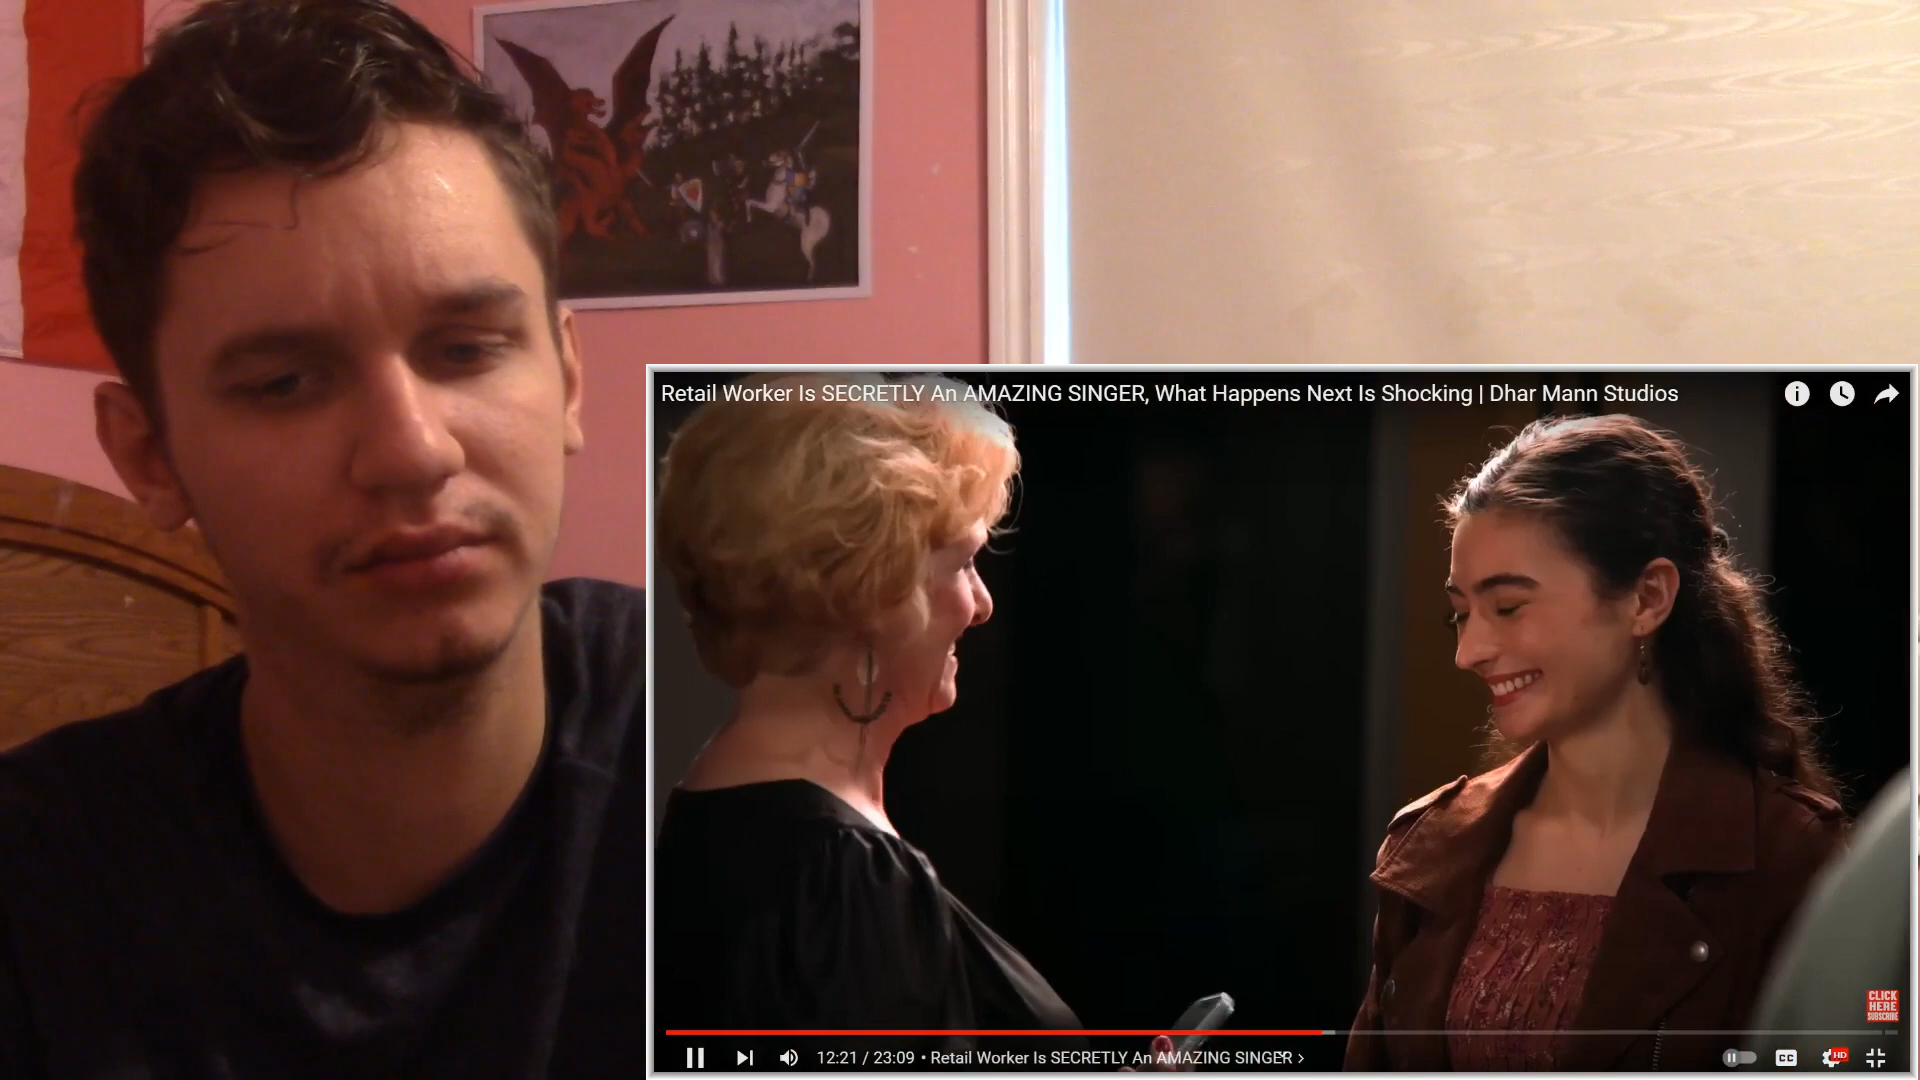 Retail Worker Is SECRETLY An AMAZING SINGER, What Happens Next Is Shocking | Dhar Mann Studios
CLICK
HERE
SUBSCRIBE
12:21 / 23:09 • Retail Worker Is SECRETLY An AMAZING SINGER
CC
HD